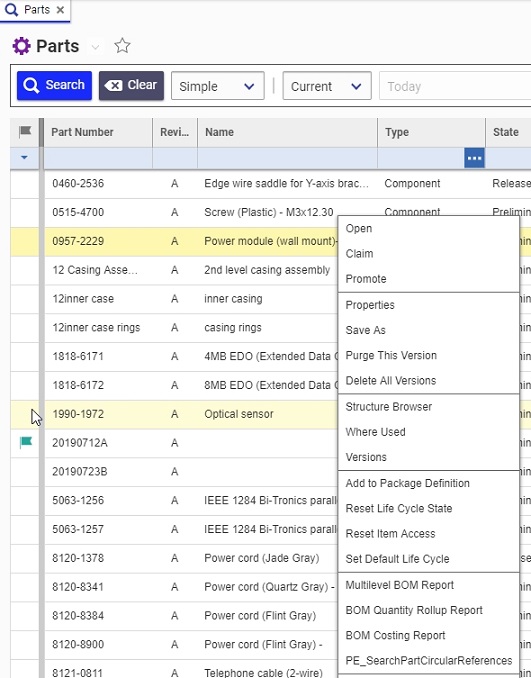 Parts ×
Parts
Search Clear Simple Current Today
Part Number Revi... Name Type State
...
0460-2536 A Edge wire saddle for Y-axis brac... Component Release
0515-4700 A Screw (Plastic) - M3x12.30 Component Prelimin
0957-2229 A Power module (wall mount)-
12 Casing Asse... A 2nd level casing assembly
12inner case A inner casing
12inner case rings A casing rings
1818-6171 A 4MB EDO (Extended Data
1818-6172 A 8MB EDO (Extended Data
1990-1972 A Optical sensor
20190712A A
20190723B A
5063-1256 A IEEE 1284 Bi-Tronics parall
5063-1257 A IEEE 1284 Bi-Tronics parall
8120-1378 A Power cord (Jade Gray)
8120-8341 A Power cord (Quartz Gray) -
8120-8384 A Power cord (Flint Gray)
8120-8900 A Power cord (Flint Gray) -
8121-0811 A Telephone cable (2-wire)
Open
Claim
Promote
Properties
Save As
Purge This Version
Delete All Versions
Structure Browser
Where Used
Versions
Add to Package Definition
Reset Life Cycle State
Reset Item Access
Set Default Life Cycle
Multilevel BOM Report
BOM Quantity Rollup Report
BOM Costing Report
PE_SearchPartCircularReferences